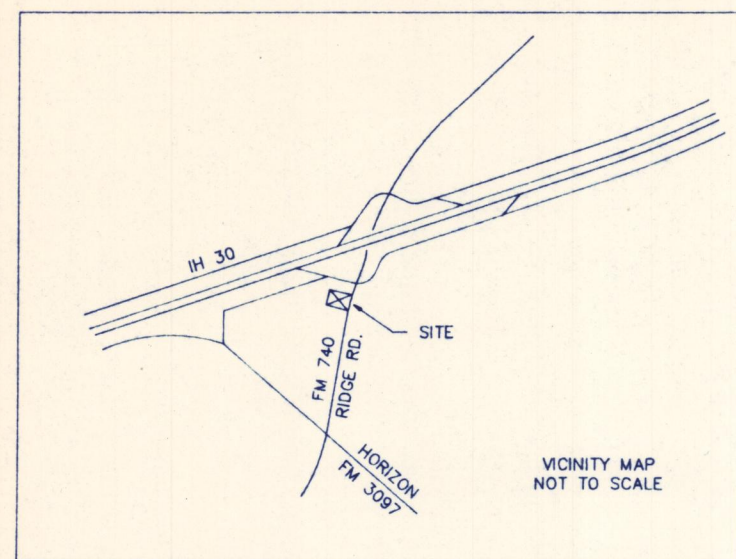 IH 30
SITE
FM 740
RIDGE RD.
HORIZON
FM 3097
VICINITY MAP
NOT TO SCALE